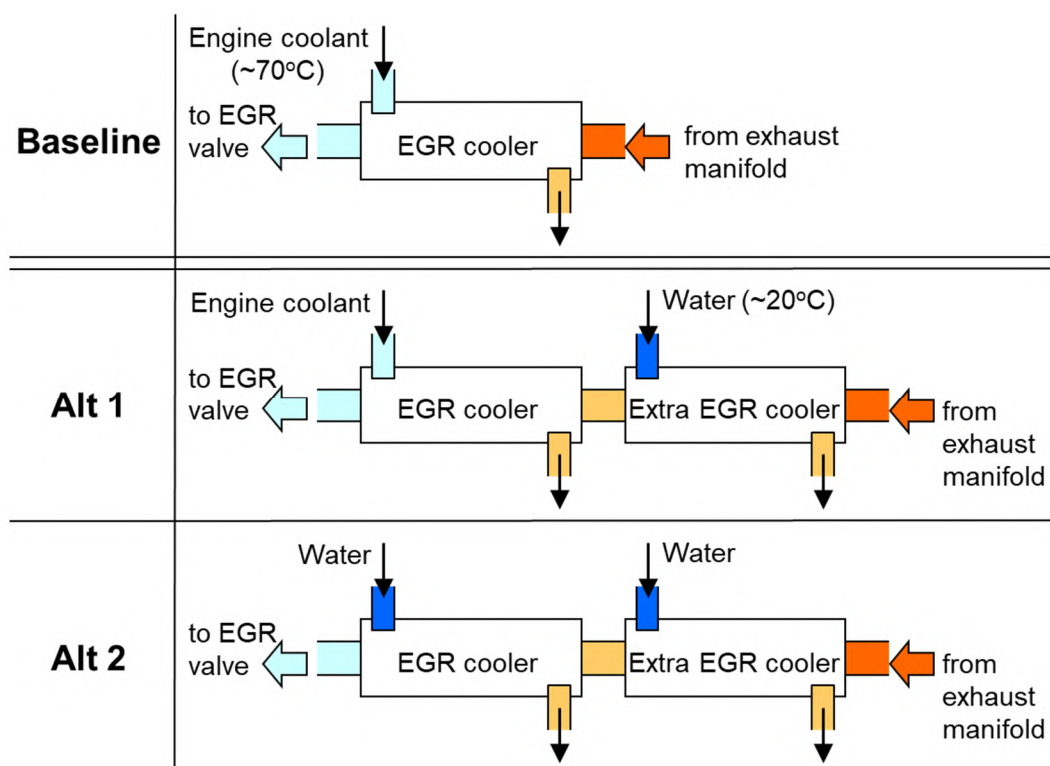 Engine coolant
(~70°C)
to EGR
valve
Baseline
EGR cooler
from exhaust
manifold
Engine coolant
Water (~20°C)
to EGR
valve
Alt 1
EGR cooler
Extra EGR cooler
from
exhaust
manifold
Water
Water
to EGR
valve
Alt 2
EGR cooler
Extra EGR cooler
from
exhaust
manifold